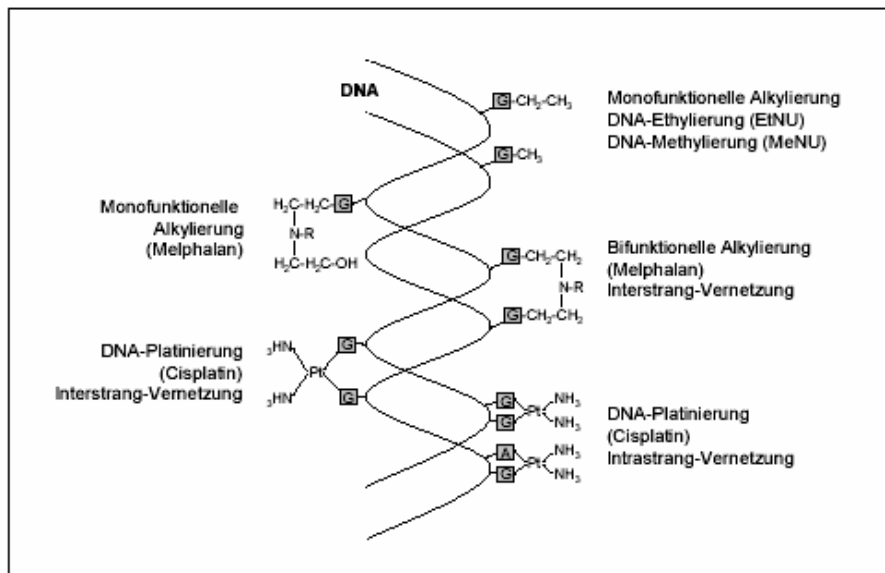 DNA
G-CH2-CH3
Monofunktionelle Alkylierung
DNA-Ethylierung (EtNU)
DNA-Methylierung (MeNU)
G-CH3
Monofunktionelle
Alkylierung
(Melphalan)
H2C-H2C-G
N-R
H2C-H2C-OH
G-CH2-CH2
N-R
G-CH2-CH2
Bifunktionelle Alkylierung
(Melphalan)
Interstrang-Vernetzung
DNA-Platinierung
(Cisplatin)
Interstrang-Vernetzung
3HN
G
Pt
3HN
G
G
NH3
Pt
G
NH3
A
NH3
Pt
G
NH3
DNA-Platinierung
(Cisplatin)
Intrastrang-Vernetzung